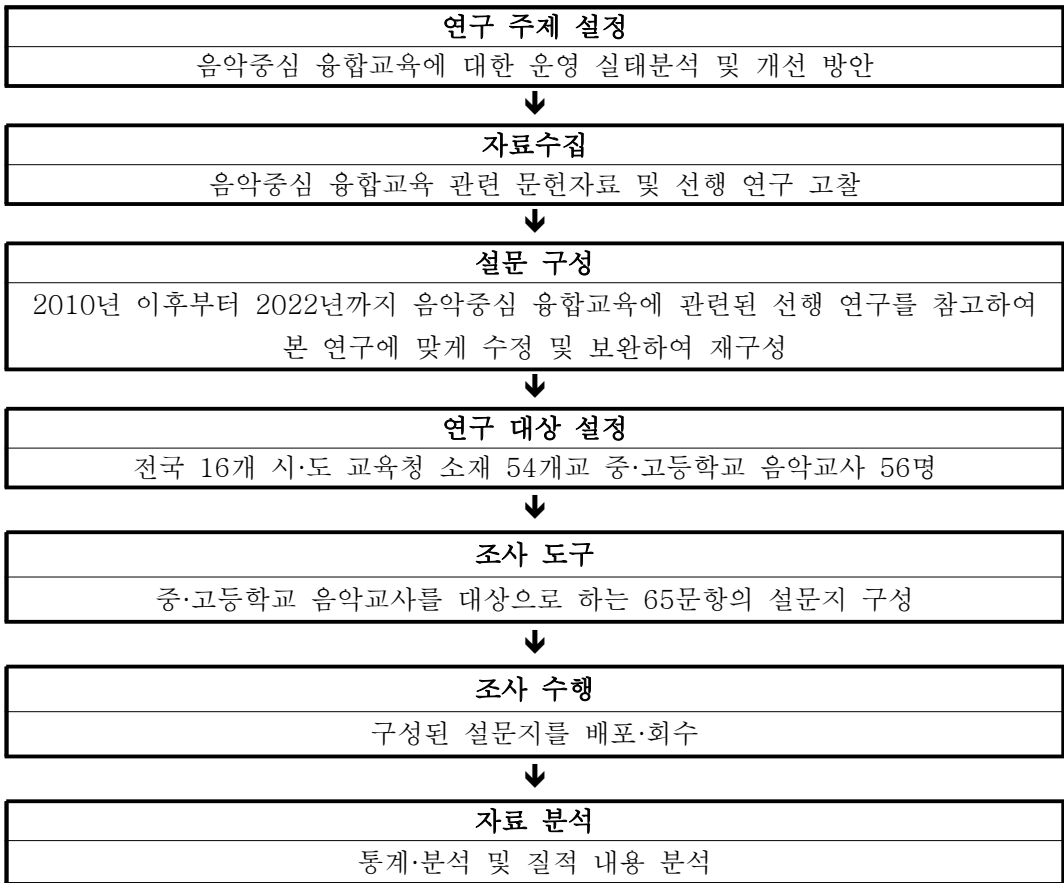 연구 주제 설정
음악중심 융합교육에 대한 운영 실태분석 및 개선 방안
자료수집
음악중심 융합교육 관련 문헌자료 및 선행 연구 고찰
설문 구성
2010년 이후부터 2022년까지 음악중심 융합교육에 관련된 선행 연구를 참고하여
본 연구에 맞게 수정 및 보완하여 재구성
연구 대상 설정
전국 16개 시·도 교육청 소재 54개교 중·고등학교 음악교사 56명
조사 도구
중·고등학교 음악교사를 대상으로 하는 65문항의 설문지 구성
조사 수행
구성된 설문지를 배포·회수
자료 분석
통계·분석 및 질적 내용 분석